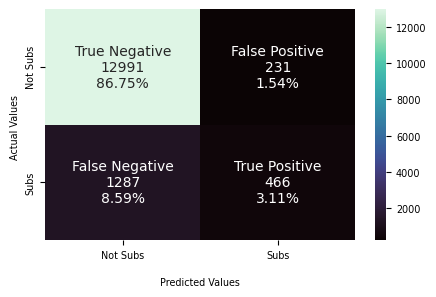 True Negative
12991
86.75%
False Positive
231
1.54%
False Negative
1287
8.59%
True Positive
466
3.11%
Not Subs
Subs
Actual Values
Not Subs
Subs
Predicted Values
12000
10000
8000
6000
4000
2000